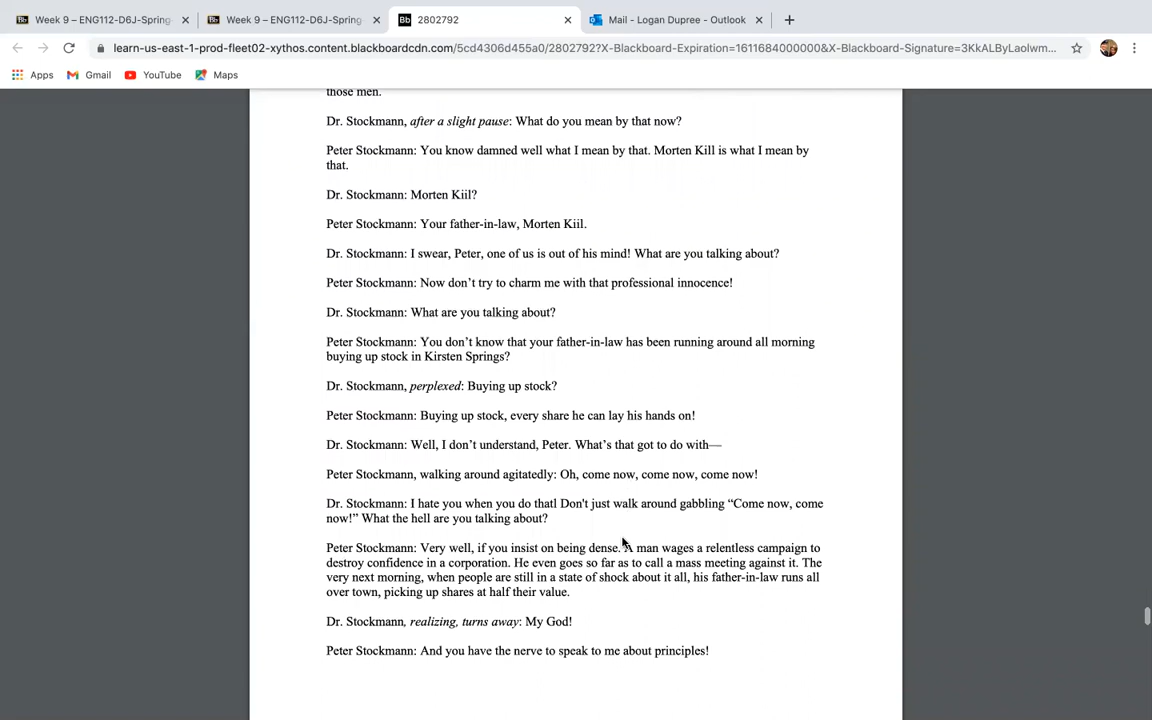 Week 9 – ENG112-D6J-Spring-
Week 9 – ENG112-D6J-Spring-
Bb 2802792
Mail - Logan Dupree - Outlook
learn-us-east-1-prod-fleet02-xythos.content.blackboardcdn.com/5cd4306d455a0/2802792?X-Blackboard-Expiration=1611684000000&X-Blackboard-Signature=3KkALByLaolwm...
Apps Gmail YouTube Maps
those men.
Dr. Stockmann, after a slight pause: What do you mean by that now?
Peter Stockmann: You know damned well what I mean by that. Morten Kill is what I mean by
that.
Dr. Stockmann: Morten Kiil?
Peter Stockmann: Your father-in-law, Morten Kiil.
Dr. Stockmann: I swear, Peter, one of us is out of his mind! What are you talking about?
Peter Stockmann: Now don’t try to charm me with that professional innocence!
Dr. Stockmann: What are you talking about?
Peter Stockmann: You don’t know that your father-in-law has been running around all morning
buying up stock in Kirsten Springs?
Dr. Stockmann, perplexed: Buying up stock?
Peter Stockmann: Buying up stock, every share he can lay his hands on!
Dr. Stockmann: Well, I don’t understand, Peter. What’s that got to do with—
Peter Stockmann, walking around agitatedly: Oh, come now, come now, come now!
Dr. Stockmann: I hate you when you do thatl Don't just walk around gabbling “Come now, come
now!” What the hell are you talking about?
Peter Stockmann: Very well, if you insist on being dense. A man wages a relentless campaign to
destroy confidence in a corporation. He even goes so far as to call a mass meeting against it. The
very next morning, when people are still in a state of shock about it all, his father-in-law runs all
over town, picking up shares at half their value.
Dr. Stockmann, realizing, turns away: My God!
Peter Stockmann: And you have the nerve to speak to me about principles!